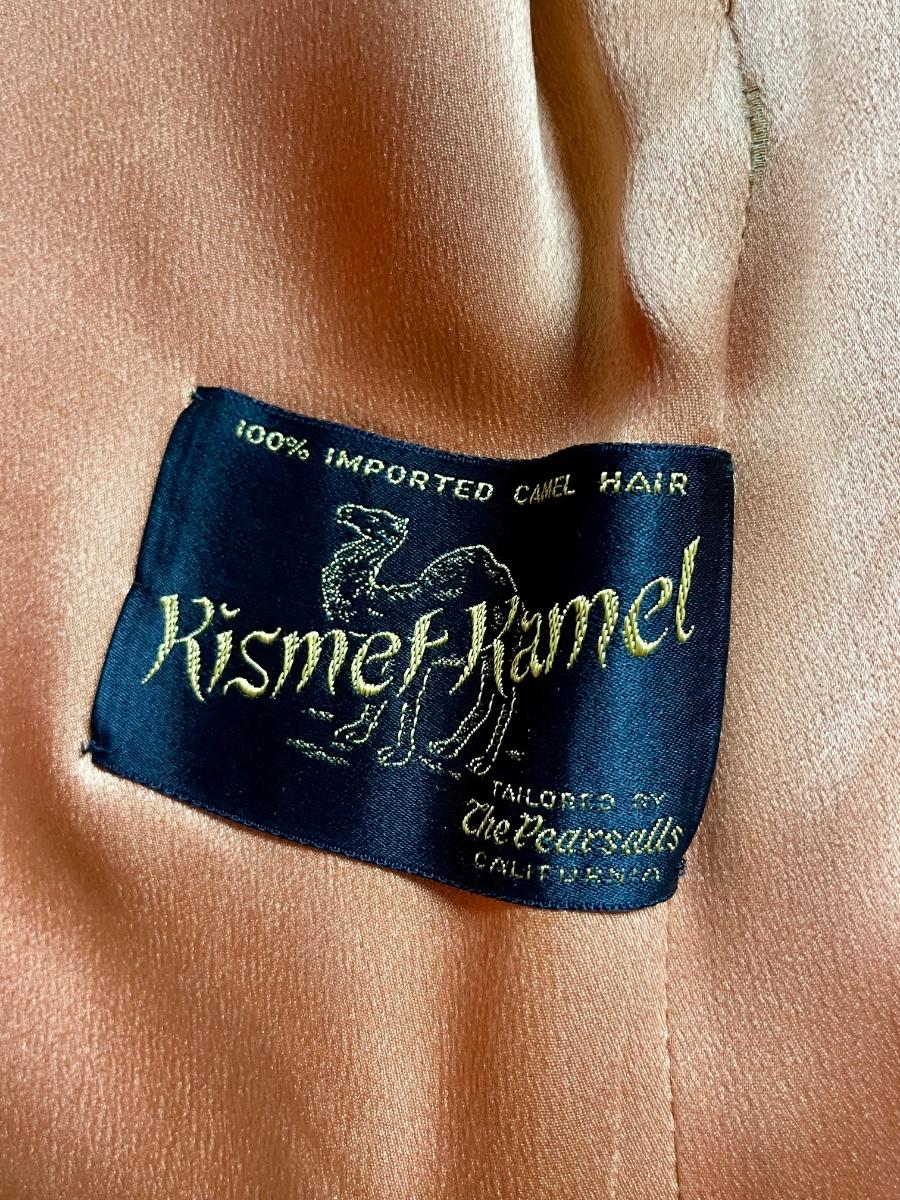 100% IMPORTED CAMEL HAIR
Kismet Kamel
TAILORED BY
The Pearsalls
CALIFORNIA